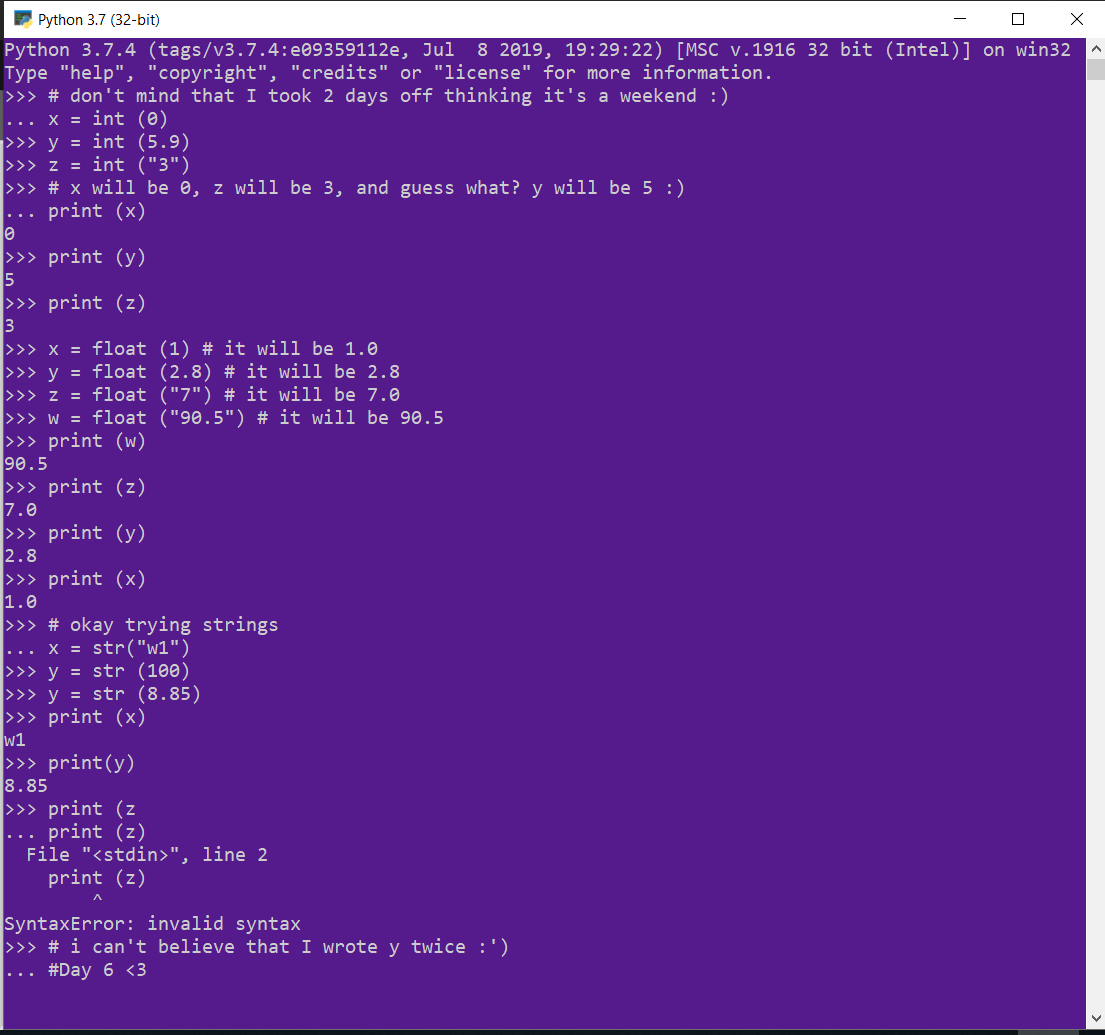 Python 3.7 (32-bit)
Python 3.7.4 (tags/v3.7.4:e09359112e, Jul  8 2019, 19:29:22) [MSC v.1916 32 bit (Intel)] on win32
Type "help", "copyright", "credits" or "license" for more information.
>>> # don't mind that I took 2 days off thinking it's a weekend :)
... x = int (0)
>>> y = int (5.9)
>>> z = int ("3")
>>> # x will be 0, z will be 3, and guess what? y will be 5 :)
... print (x)
0
>>> print (y)
5
>>> print (z)
3
>>> x = float (1) # it will be 1.0
>>> y = float (2.8) # it will be 2.8
>>> z = float ("7") # it will be 7.0
>>> w = float ("90.5") # it will be 90.5
>>> print (w)
90.5
>>> print (z)
7.0
>>> print (y)
2.8
>>> print (x)
1.0
>>> # okay trying strings
... x = str("w1")
>>> y = str (100)
>>> y = str (8.85)
>>> print (x)
w1
>>> print(y)
8.85
>>> print (z
... print (z)
  File "<stdin>", line 2
    print (z)
        ^
SyntaxError: invalid syntax
>>> # i can't believe that I wrote y twice :')
... #Day 6 <3